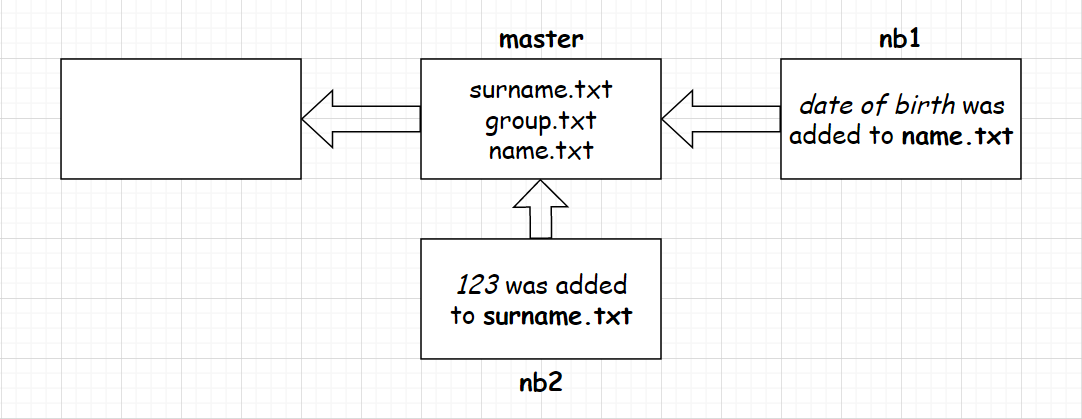 master
nb1
surname.txt
group.txt
name.txt
date of birth was
added to name.txt
123 was added
to surname.txt
nb2